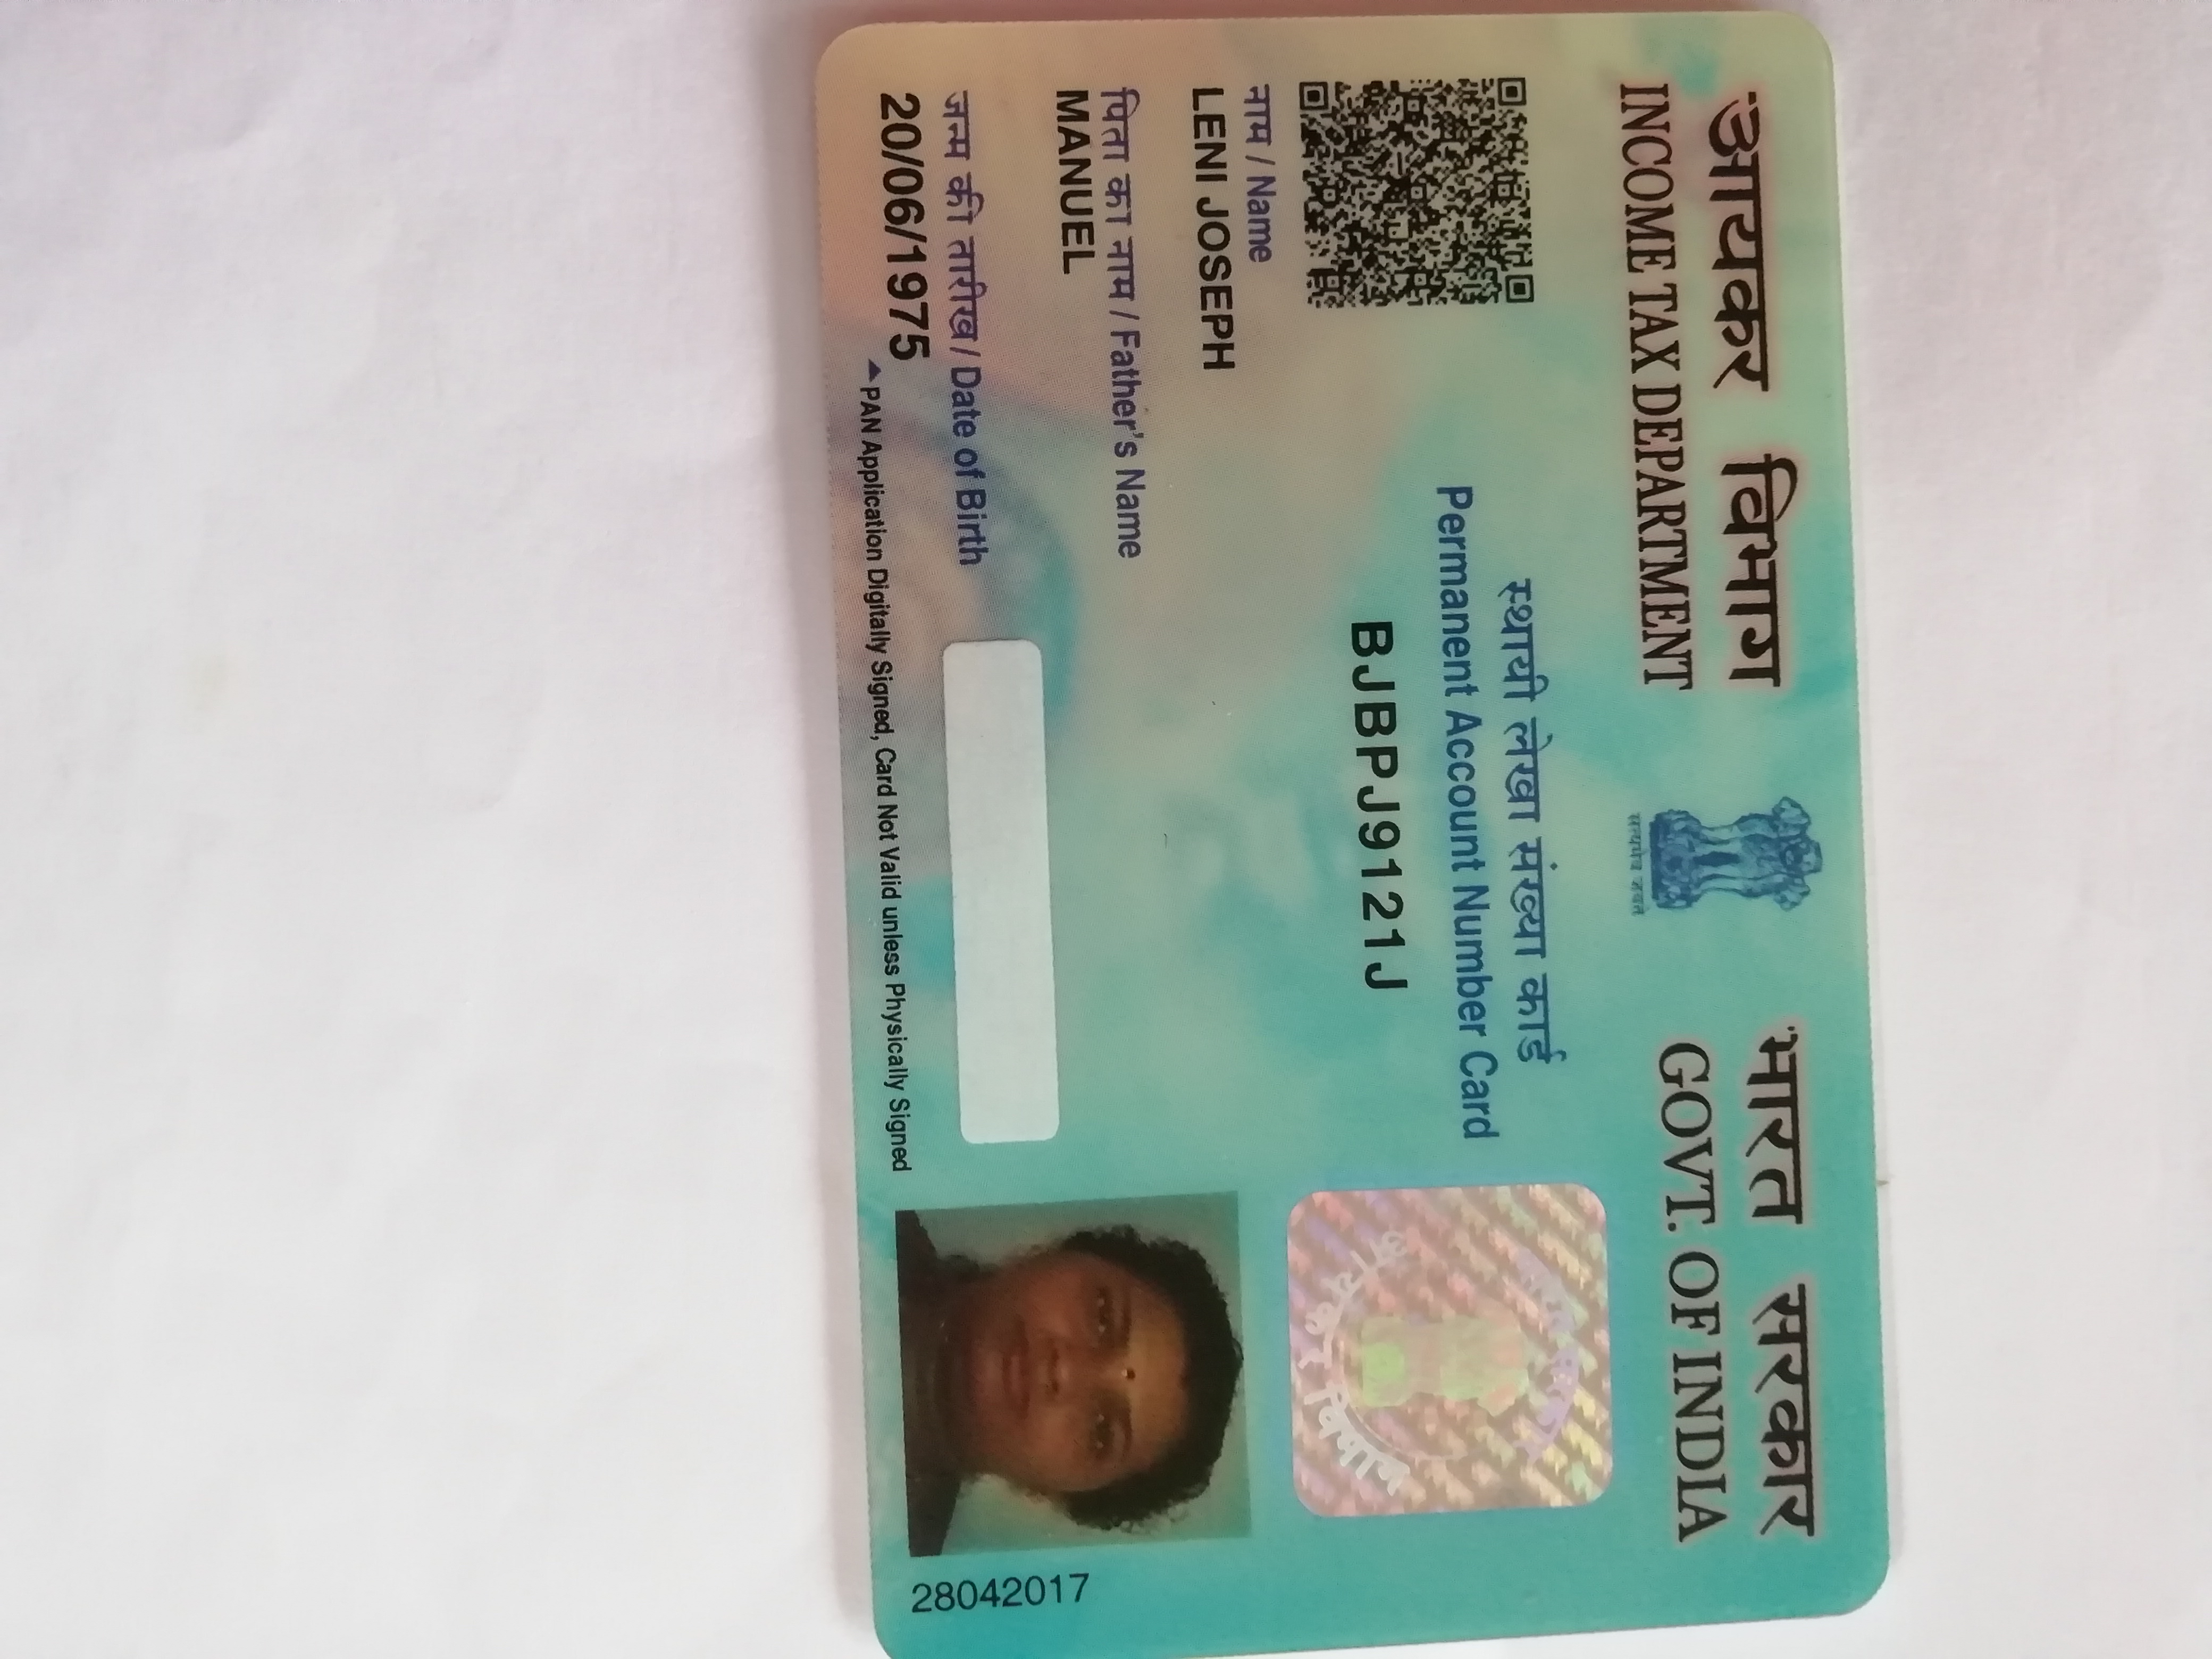 आयकर विभाग
INCOME TAX DEPARTMENT
सत्यमेव जयते
भारत सरकार
GOVT. OF INDIA
स्थायी लेखा संख्या कार्ड
Permanent Account Number Card
BJBPJ9121J
नाम / Name
LENI JOSEPH
पिता का नाम / Father's Name
MANUEL
जन्म की तारीख / Date of Birth
20/06/1975
PAN Application Digitally Signed, Card Not Valid unless Physically Signed
आयकर विभाग
28042017